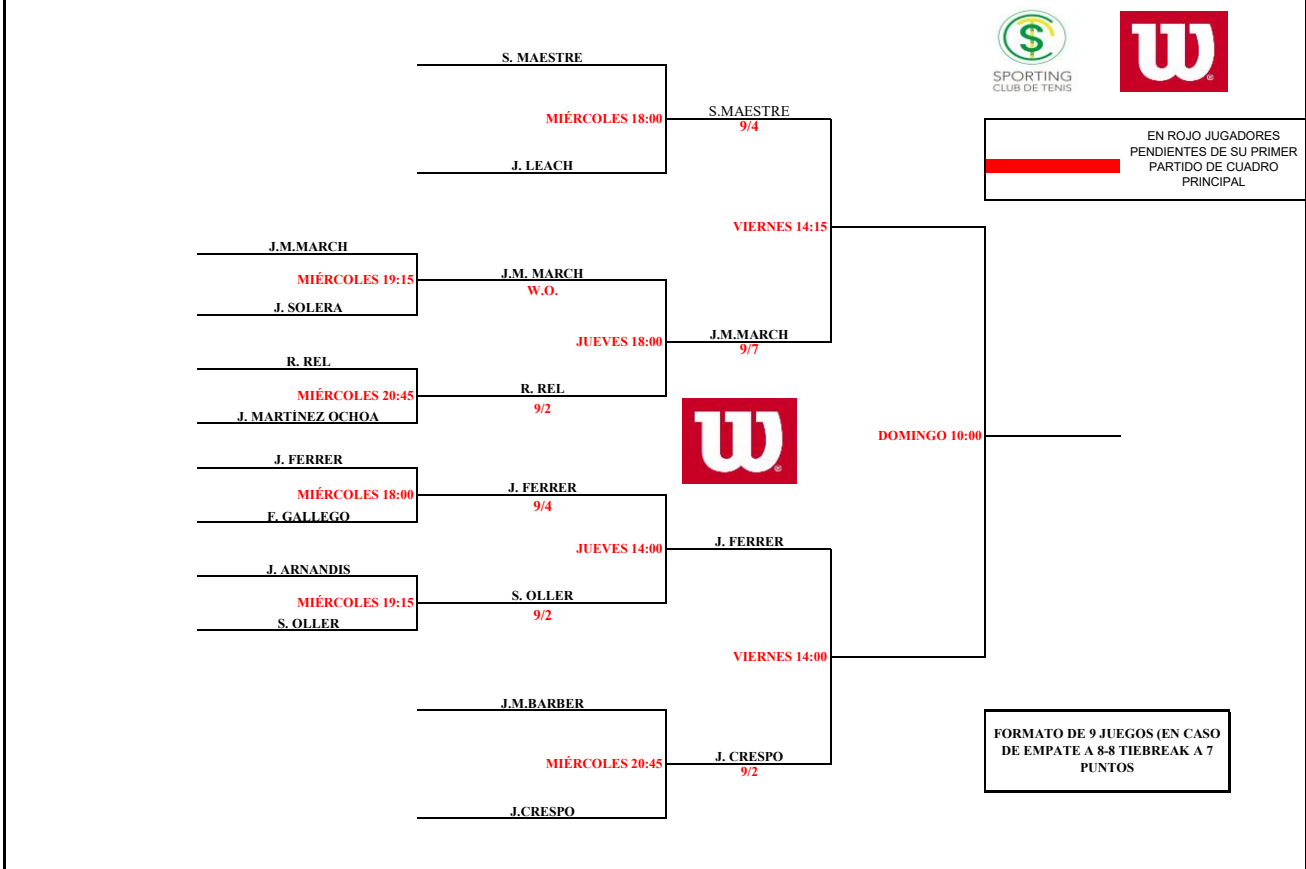 S. MAESTRE
SPORTING
CLUB DE TENIS
MIÉRCOLES 18:00
S.MAESTRE
9/4
J. LEACH
EN ROJO JUGADORES
PENDIENTES DE SU PRIMER
PARTIDO DE CUADRO
PRINCIPAL
VIERNES 14:15
J.M.MARCH
MIÉRCOLES 19:15
J. SOLERA
J.M. MARCH
W.O.
JUEVES 18:00
J.M.MARCH
9/7
R. REL
MIÉRCOLES 20:45
J. MARTÍNEZ OCHOA
R. REL
9/2
W
DOMINGO 10:00
J. FERRER
MIÉRCOLES 18:00
F. GALLEGO
J. FERRER
9/4
JUEVES 14:00
J. FERRER
J. ARNANDIS
MIÉRCOLES 19:15
S. OLLER
S. OLLER
9/2
VIERNES 14:00
J.M.BARBER
MIÉRCOLES 20:45
J. CRESPO
9/2
J.CRESPO
FORMATO DE 9 JUEGOS (EN CASO
DE EMPATE A 8-8 TIEBREAK A 7
PUNTOS